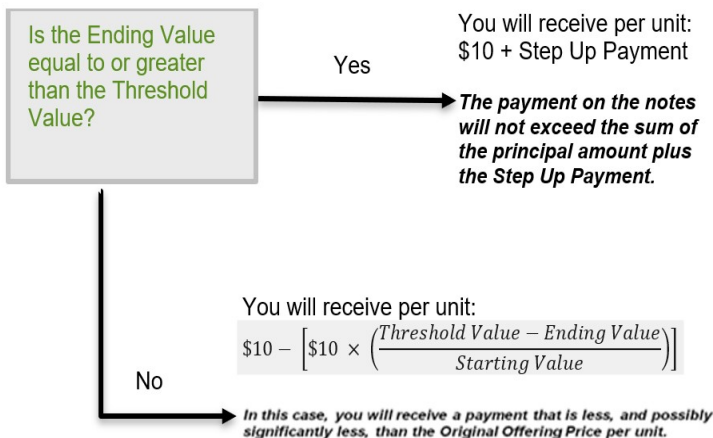 Is the Ending Value
equal to or greater
than the Threshold
Value?
Yes
You will receive per unit:
$10 + Step Up Payment
The payment on the notes
will not exceed the sum of
the principal amount plus
the Step Up Payment.
You will receive per unit:
$10 − [$10 × (Threshold Value − Ending Value / Starting Value)]
No
In this case, you will receive a payment that is less, and possibly
significantly less, than the Original Offering Price per unit.